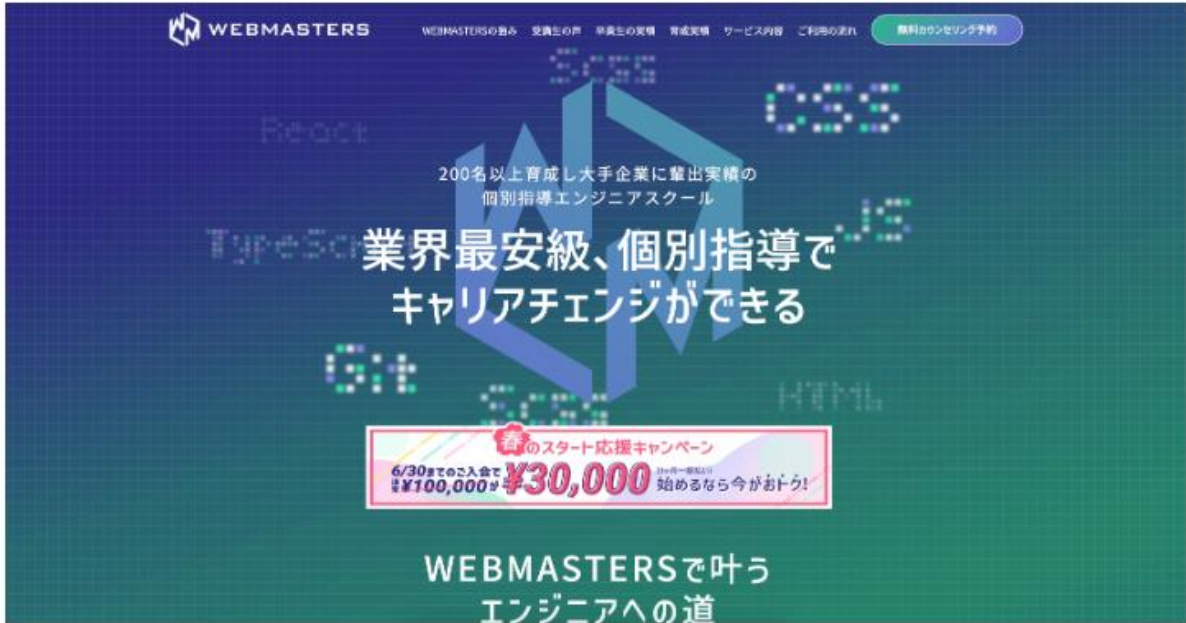 WEBMASTERS
WEBMASTERSの強み 受講生の声 卒業生の実績 育成実績 サービス内容 ご利用の流れ 無料カウンセリング予約
Scss
CSS
React
200名以上育成し大手企業に輩出実績の
個別指導エンジニアスクール
JS
業界最安級、個別指導で
キャリアチェンジができる
Git
Scss
HTML
春のスタート応援キャンペーン
6/30までのご入会で
¥100,000が ¥30,000 始めるなら今がおトク!
WEBMASTERSで叶う
エンジニアへの道